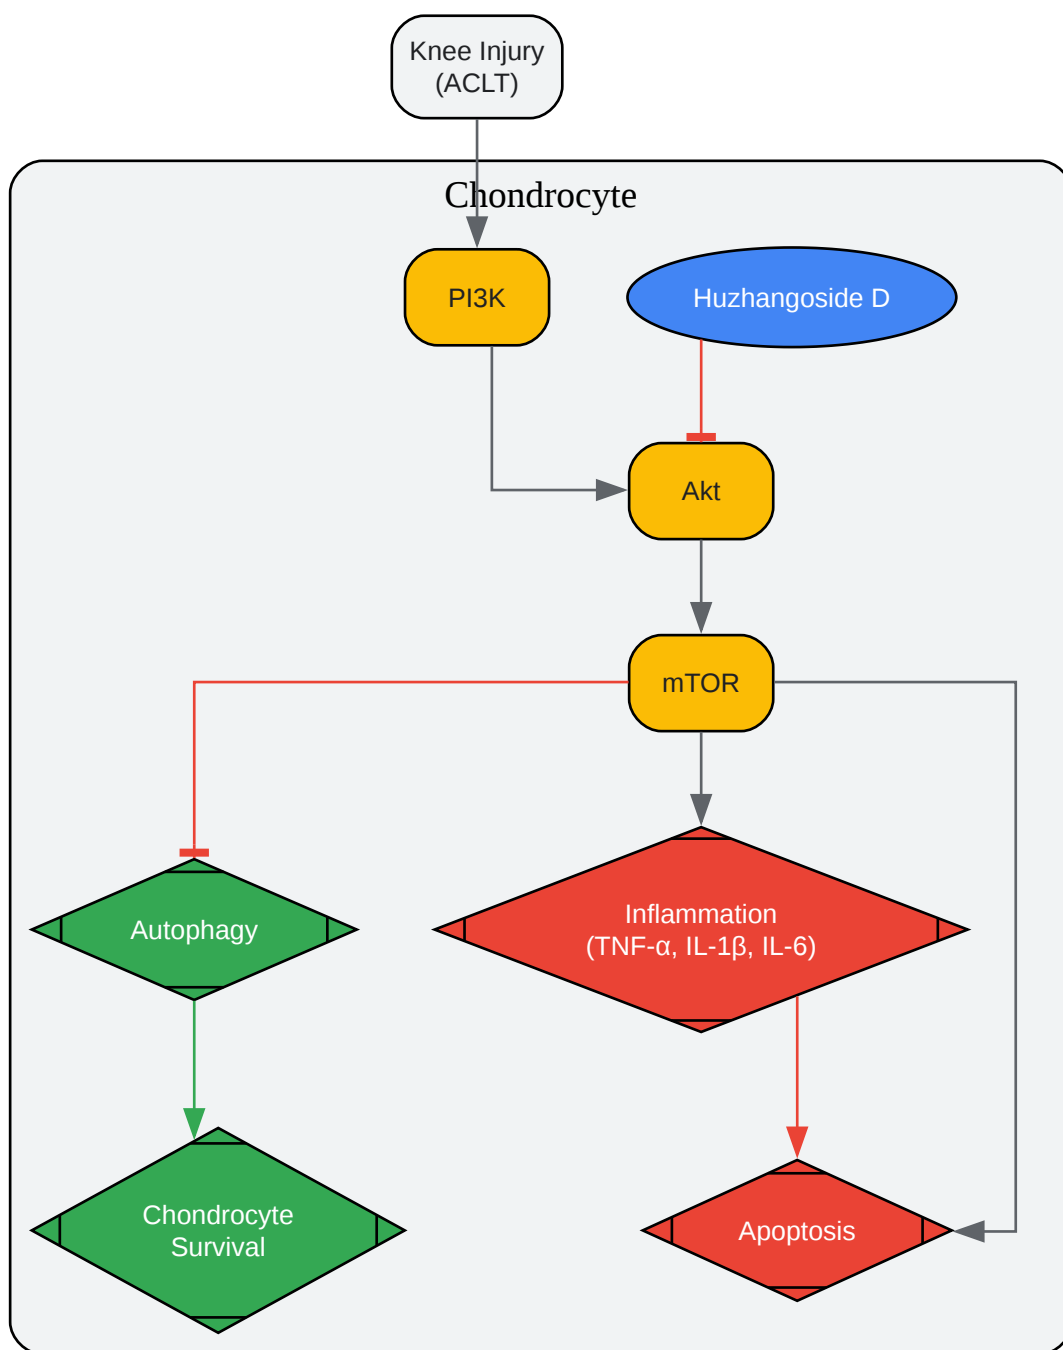 Knee Injury
(ACLT)
Chondrocyte
PI3K
Huzhangoside D
Akt
mTOR
Autophagy
Inflammation
(TNF-α, IL-1β, IL-6)
Chondrocyte
Survival
Apoptosis